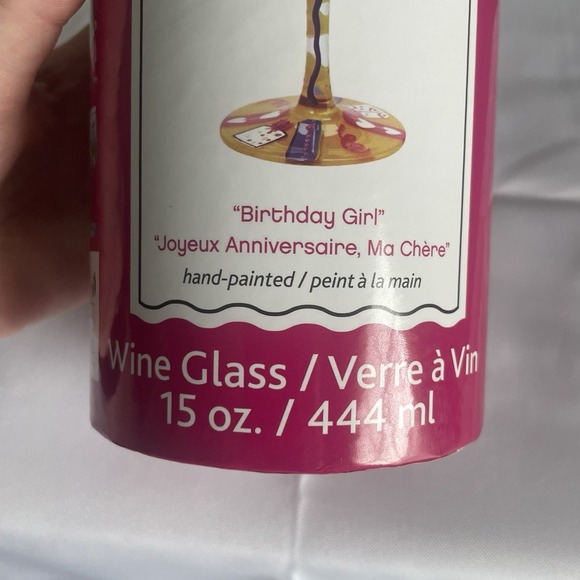 “Birthday Girl”
“Joyeux Anniversaire, Ma Chère”
hand-painted / peint à la main
Wine Glass / Verre à Vin
15 oz. / 444 ml